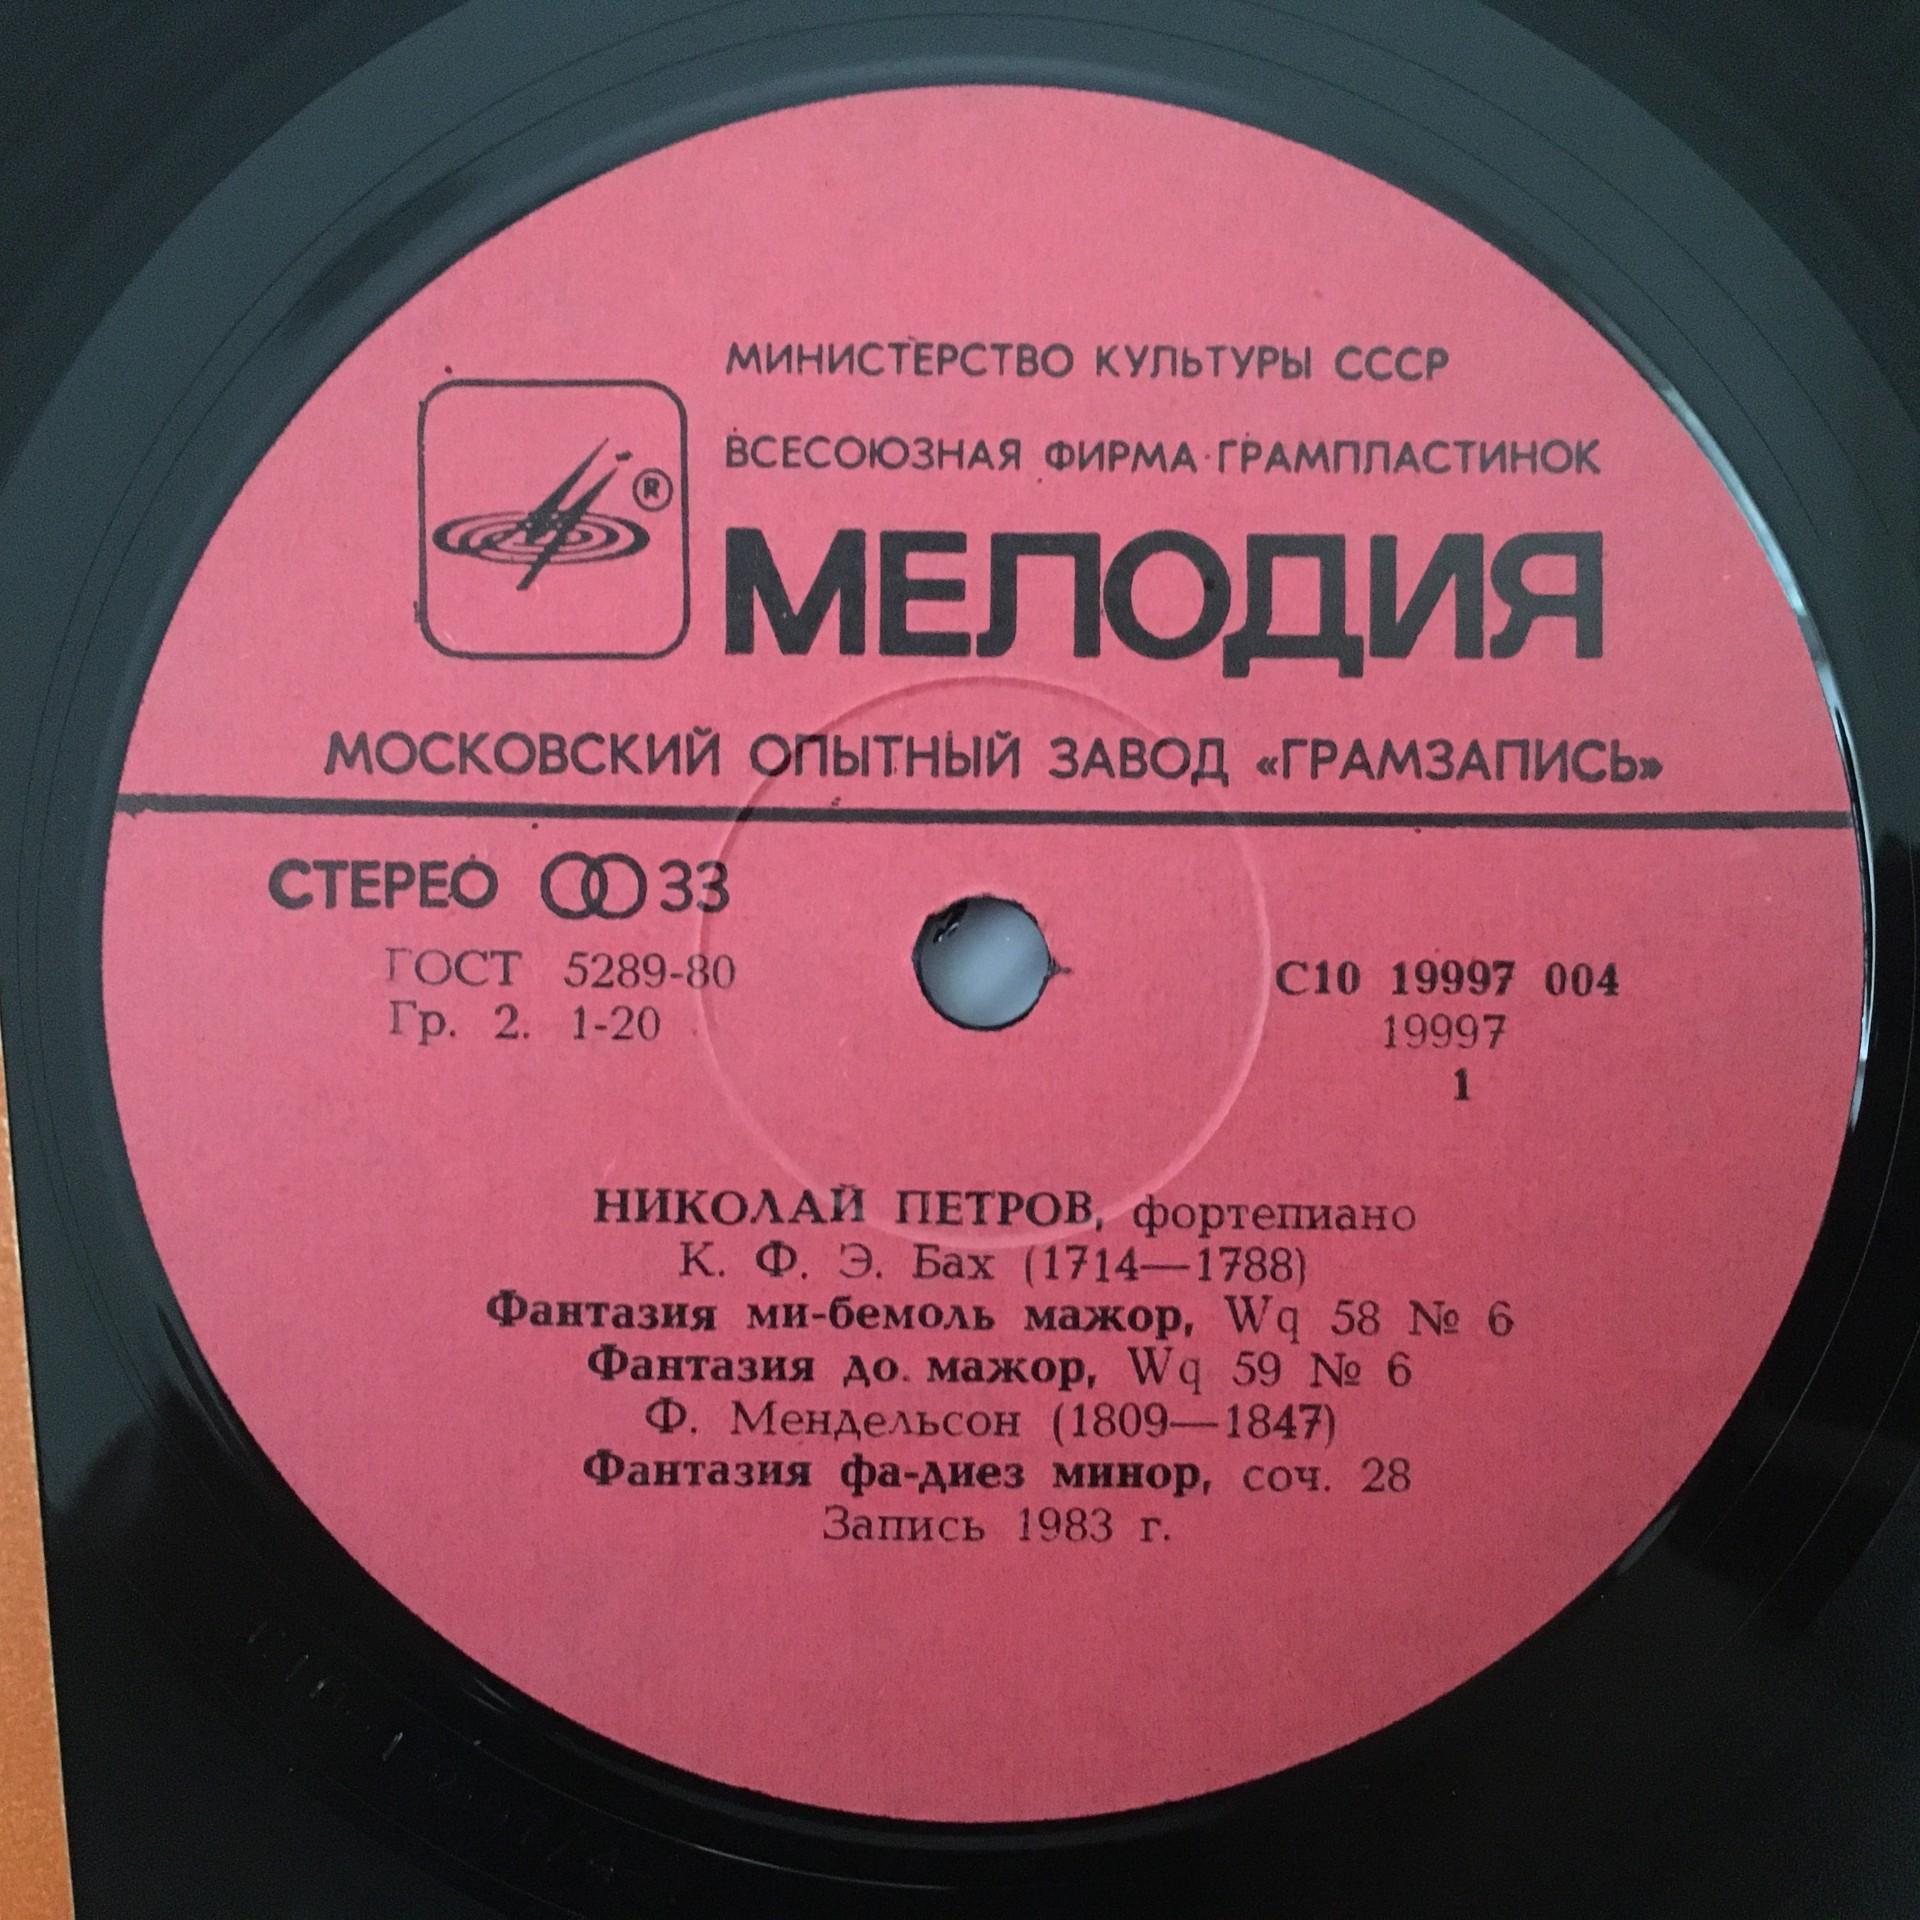 МИНИСТЕРСТВО КУЛЬТУРЫ СССР
ВСЕСОЮЗНАЯ ФИРМА ГРАМПЛАСТИНОК
®
МЕЛОДИЯ
МОСКОВСКИЙ ОПЫТНЫЙ ЗАВОД «ГРАМЗАПИСЬ»
СТЕРЕО 33
ГОСТ 5289-80
Гр. 2. 1-20
С10 19997 004
19997
1
НИКОЛАЙ ПЕТРОВ, фортепиано
К. Ф. Э. Бах (1714—1788)
Фантазия ми-бемоль мажор, Wq 58 № 6
Фантазия до мажор, Wq 59 № 6
Ф. Мендельсон (1809—1847)
Фантазия фа-диез минор, соч. 28
Запись 1983 г.